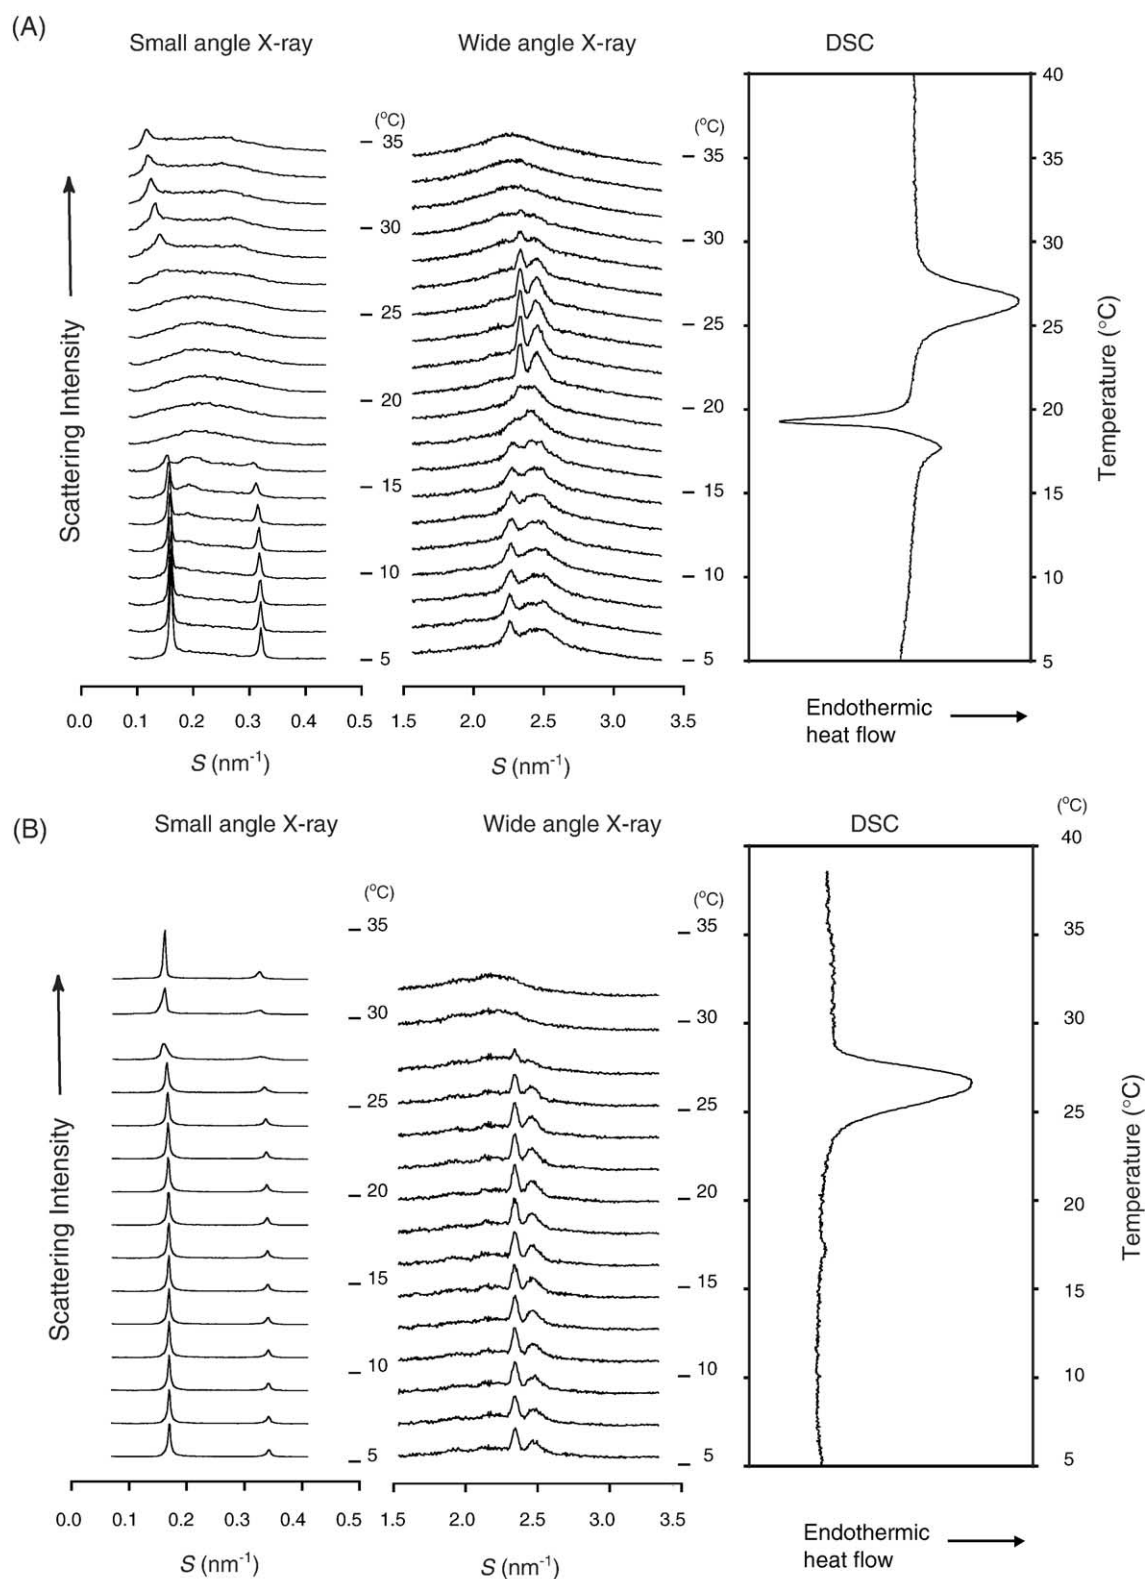 (A)
Small angle X-ray
Wide angle X-ray
DSC
Scattering Intensity
(°C)
35
30
25
20
15
10
5
(°C)
35
30
25
20
15
10
5
40
35
30
25
20
15
10
5
Temperature (°C)
0.0 0.1 0.2 0.3 0.4 0.5
S (nm-1)
1.5 2.0 2.5 3.0 3.5
S (nm-1)
Endothermic
heat flow
(B)
Small angle X-ray
Wide angle X-ray
DSC
Scattering Intensity
(°C)
35
30
25
20
15
10
5
(°C)
35
30
25
20
15
10
5
(°C)
40
35
30
25
20
15
10
5
Temperature (°C)
0.0 0.1 0.2 0.3 0.4 0.5
S (nm-1)
1.5 2.0 2.5 3.0 3.5
S (nm-1)
Endothermic
heat flow